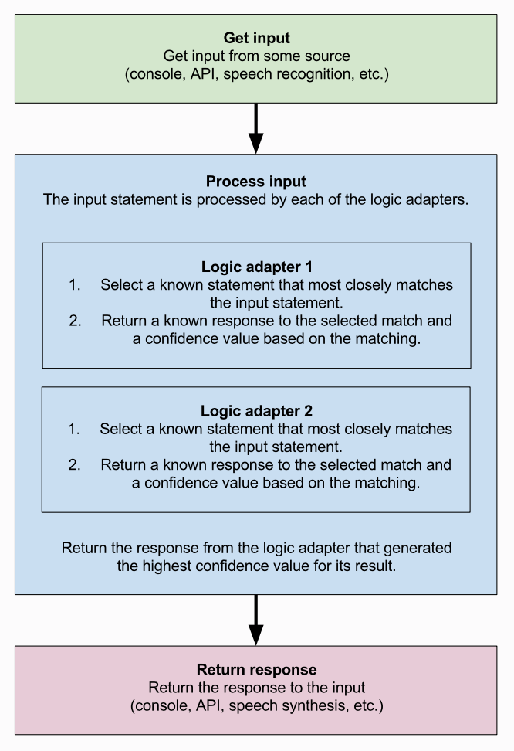 Get input
Get input from some source
(console, API, speech recognition, etc.)
Process input
The input statement is processed by each of the logic adapters.
Logic adapter 1
1. Select a known statement that most closely matches
the input statement.
2. Return a known response to the selected match and
a confidence value based on the matching.
Logic adapter 2
1. Select a known statement that most closely matches
the input statement.
2. Return a known response to the selected match and
a confidence value based on the matching.
Return the response from the logic adapter that generated
the highest confidence value for its result.
Return response
Return the response to the input
(console, API, speech synthesis, etc.)